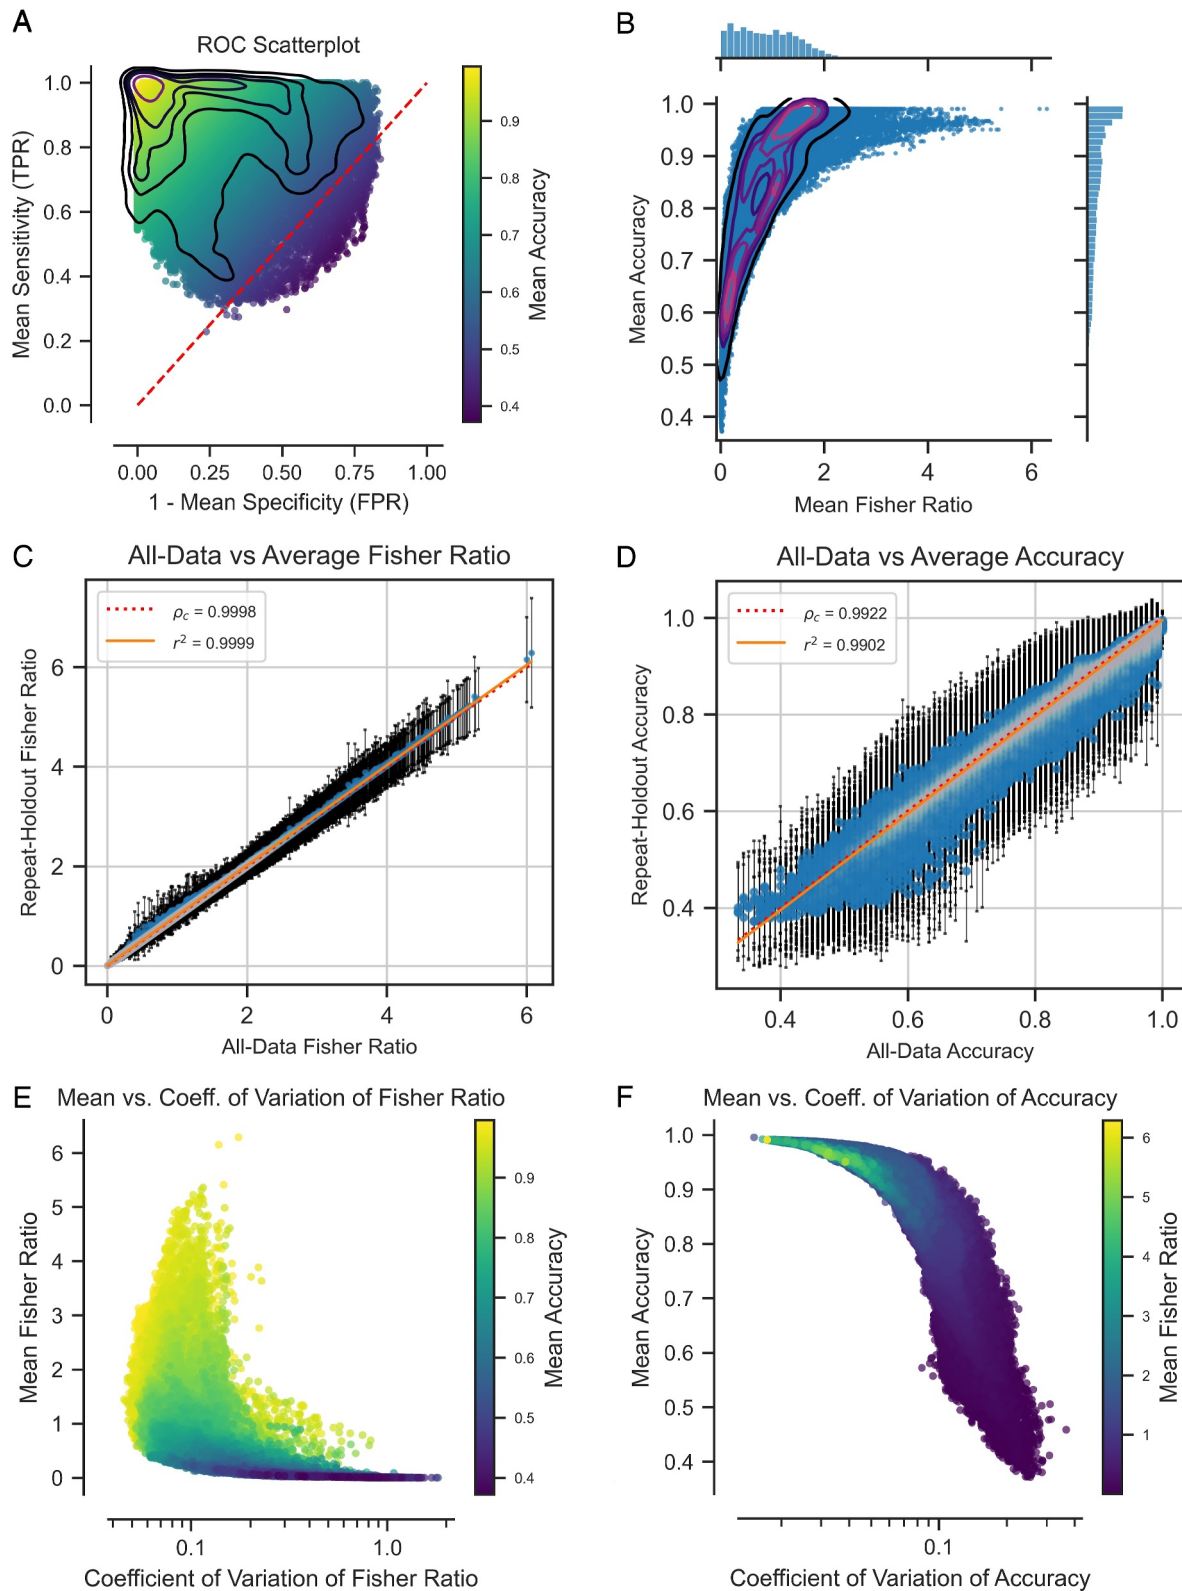 A
ROC Scatterplot
1.0
0.8
0.6
0.4
0.2
0.0
Mean Sensitivity (TPR)
0.00 0.25 0.50 0.75 1.00
1 - Mean Specificity (FPR)
0.9
0.8
0.7
0.6
0.5
0.4
Mean Accuracy
B
1.0
0.9
0.8
0.7
0.6
0.5
0.4
Mean Accuracy
0 2 4 6
Mean Fisher Ratio
C
All-Data vs Average Fisher Ratio
ρc = 0.9998
r² = 0.9999
6
4
2
0
Repeat-Holdout Fisher Ratio
0 2 4 6
All-Data Fisher Ratio
D
All-Data vs Average Accuracy
ρc = 0.9922
r² = 0.9902
1.0
0.8
0.6
0.4
Repeat-Holdout Accuracy
0.4 0.6 0.8 1.0
All-Data Accuracy
E
Mean vs. Coeff. of Variation of Fisher Ratio
6
5
4
3
2
1
0
Mean Fisher Ratio
0.1 1.0
Coefficient of Variation of Fisher Ratio
0.9
0.8
0.7
0.6
0.5
0.4
Mean Accuracy
F
Mean vs. Coeff. of Variation of Accuracy
1.0
0.9
0.8
0.7
0.6
0.5
0.4
Mean Accuracy
0.1
Coefficient of Variation of Accuracy
6
5
4
3
2
1
Mean Fisher Ratio